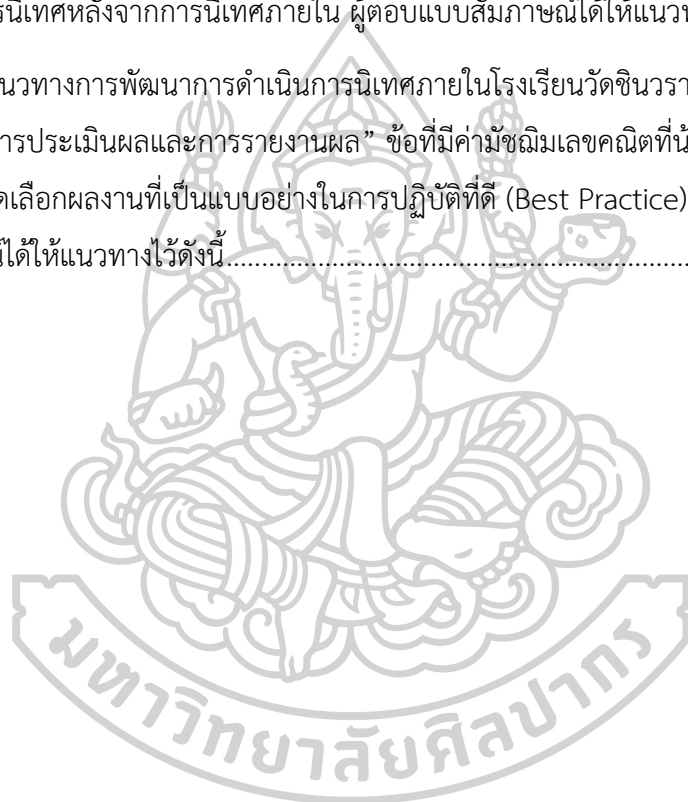 รนิเทศหลังจากการนิเทศภายใน ผู้ตอบแบบสัมภาษณ์ได้ให้แนวท
นวทางการพัฒนาการดำเนินการนิเทศภายในโรงเรียนวัดชินวรา
ารประเมินผลและการรายงานผล” ข้อที่มีค่ามัชฌิมเลขคณิตที่น้
ดเลือกผลงานที่เป็นแบบอย่างในการปฏิบัติที่ดี (Best Practice)
์ได้ให้แนวทางไว้ดังนี้................................................................................
มหาวิทยาลัยศิลปากร